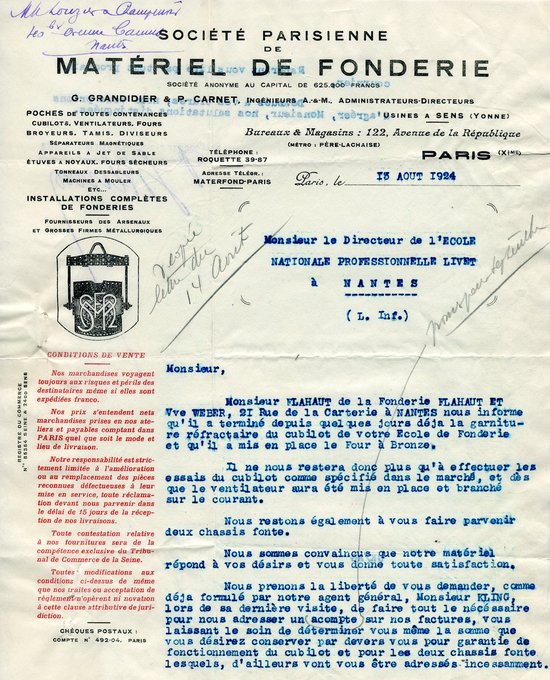 SOCIÉTÉ PARISIENNE
DE
MATÉRIEL DE FONDERIE
SOCIÉTÉ ANONYME AU CAPITAL DE 625.000 FRANCS
G. GRANDIDIER & P. CARNET, INGÉNIEURS A.&M., ADMINISTRATEURS-DIRECTEURS
POCHES DE TOUTES CONTENANCES
CUBILOTS, VENTILATEURS, FOURS
BROYEURS, TAMIS, DIVISEURS
SÉPARATEURS MAGNÉTIQUES
APPAREILS A JET DE SABLE
ÉTUVES A NOYAUX, FOURS SÉCHEURS
TONNEAUX DESSABLEURS
MACHINES A MOULER
ETC...
INSTALLATIONS COMPLÈTES
DE FONDERIES
FOURNISSEURS DES ARSENAUX
ET GROSSES FIRMES MÉTALLURGIQUES
USINES A SENS (YONNE)
Bureaux & Magasins : 122, Avenue de la République
(MÉTRO : PÈRE-LACHAISE)
TÉLÉPHONE :
ROQUETTE 39-87
PARIS (XIME)
ADRESSE TÉLÉGR.
MATERFOND-PARIS
Paris, le 13 AOUT 1924
Monsieur le Directeur de l'ECOLE
NATIONALE PROFESSIONNELLE LIVET
à NANTES
(L. Inf.)
lettre du
14 Août
SPMF
CONDITIONS DE VENTE
Nos marchandises voyagent
toujours aux risques et périls des
destinataires même si elles sont
expédiées franco.
Nos prix s'entendent nets
marchandises prises en nos ate-
liers et payables comptant dans
PARIS quel que soit le mode et
lieu de livraison.
Notre responsabilité est stric-
tement limitée à l'amélioration
ou au remplacement des pièces
reconnues défectueuses à leur
mise en service, toute réclama-
tion devant nous parvenir dans
le délai de 15 jours de la récep-
tion de nos livraisons.
Toute contestation relative
à nos fournitures sera de la
compétence exclusive du Tribu-
nal de Commerce de la Seine.
Toutes modifications aux
conditions ci-dessus de même
que nos traites ou acceptation de
règlement n'opèrent ni novation
à cette clause attributive de juri-
diction.
CHÈQUES POSTAUX :
COMPTE N° 492-04, PARIS
REGISTRE DU COMMERCE
Monsieur,
Monsieur FLAHAUT de la Fonderie FLAHAUT ET
Vve WEBER, 21 Rue de la Carterie à NANTES nous informe
qu'il a terminé depuis quelques jours déja la garnitu-
re réfractaire du cubilot de votre Ecole de Fonderie
et qu'il a mis en place le Four à Bronze.
Il ne nous restera donc plus qu'à effectuer les
essais du cubilot comme spécifié dans le marché, et dès
que le ventilateur aura été mis en place et branché
sur le courant.
Nous restons également à vous faire parvenir
deux chassis fonte.
Nous sommes convaincus que notre matériel
répond à vos désirs et vous donne toute satisfaction.
Nous prenons la liberté de vous demander, comme
déja formulé par notre agent général, Monsieur KLING,
lors de sa dernière visite, de faire tout le nécessaire
pour nous adresser un acompte sur nos factures, vous
laissant le soin de déterminer vous même la somme que
vous désirez conserver par devers vous pour garantie de
fonctionnement du cubilot et pour les deux chassis fonte
lesquels, d'ailleurs vont vous être adressés incessamment.